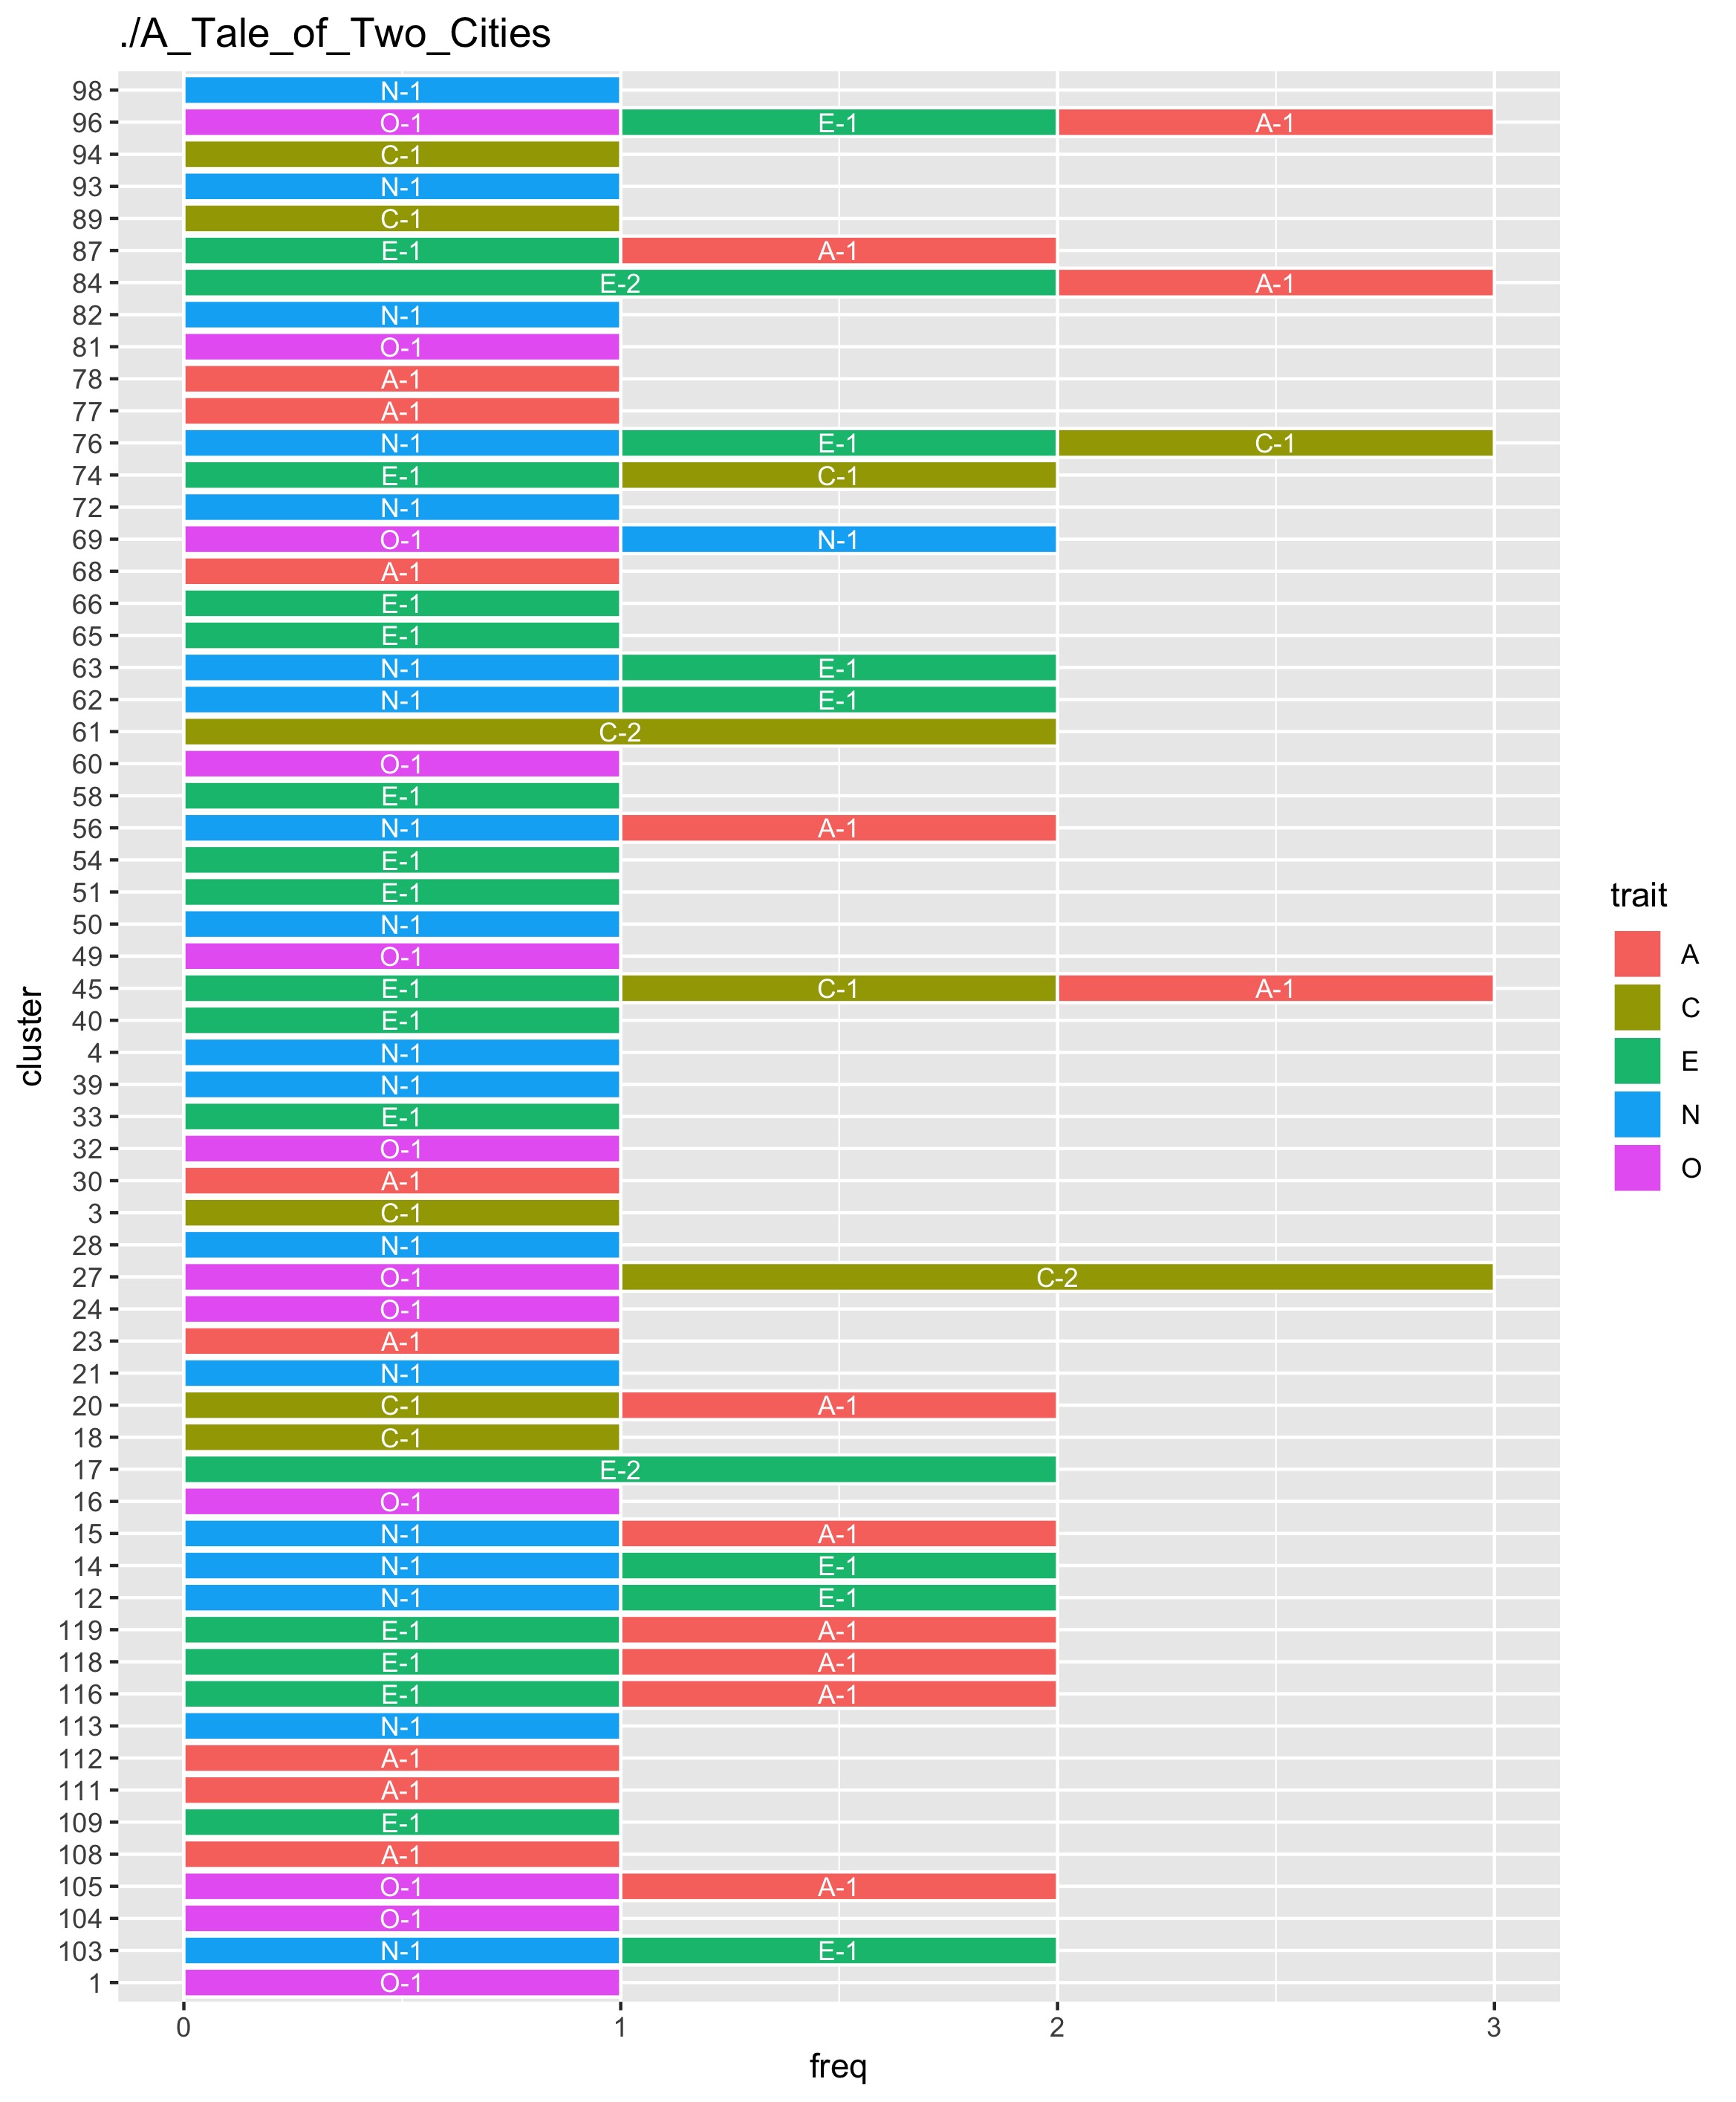 ./A_Tale_of_Two_Cities
98 N-1
96 O-1 E-1 A-1
94 C-1
93 N-1
89 C-1
87 E-1 A-1
84 E-2 A-1
82 N-1
81 O-1
78 A-1
77 A-1
76 N-1 E-1 C-1
74 E-1 C-1
72 N-1
69 O-1 N-1
68 A-1
66 E-1
65 E-1
63 N-1 E-1
62 N-1 E-1
61 C-2
60 O-1
58 E-1
56 N-1 A-1
54 E-1
51 E-1
50 N-1
49 O-1
45 E-1 C-1 A-1
40 E-1
4 N-1
39 N-1
33 E-1
32 O-1
30 A-1
3 C-1
28 N-1
27 O-1 C-2
24 O-1
23 A-1
21 N-1
20 C-1 A-1
18 C-1
17 E-2
16 O-1
15 N-1 A-1
14 N-1 E-1
12 N-1 E-1
119 E-1 A-1
118 E-1 A-1
116 E-1 A-1
113 N-1
112 A-1
111 A-1
109 E-1
108 A-1
105 O-1 A-1
104 O-1
103 N-1 E-1
1 O-1
0 1 2 3
freq
cluster
trait
A
C
E
N
O